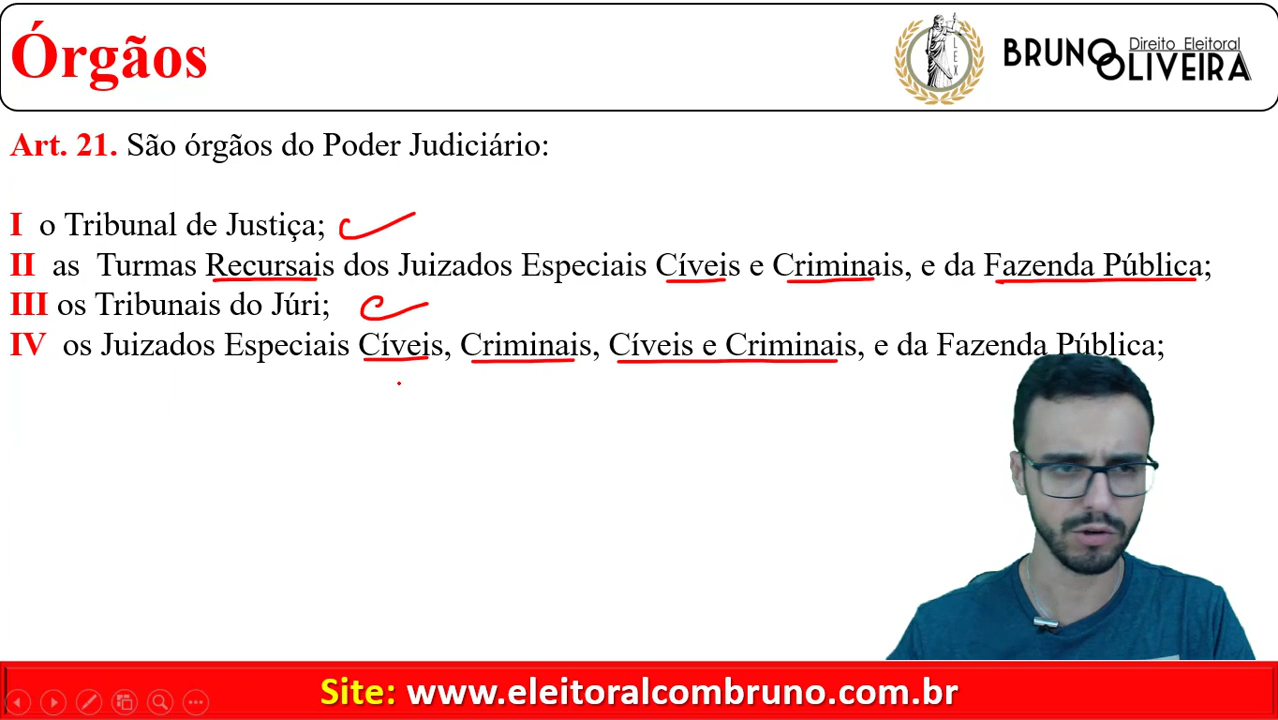 Órgãos
LEX
BRUNO OLIVEIRA
Direito Eleitoral
Art. 21. São órgãos do Poder Judiciário:
I o Tribunal de Justiça;
II as Turmas Recursais dos Juizados Especiais Cíveis e Criminais, e da Fazenda Pública;
III os Tribunais do Júri;
IV os Juizados Especiais Cíveis, Criminais, Cíveis e Criminais, e da Fazenda Pública;
Site: www.eleitoralcombruno.com.br